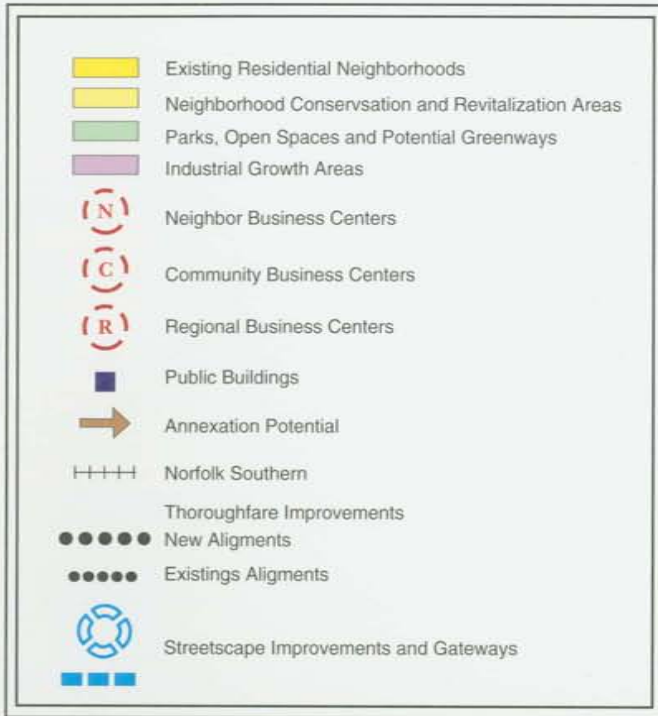 Existing Residential Neighborhoods
Neighborhood Conservsation and Revitalization Areas
Parks, Open Spaces and Potential Greenways
Industrial Growth Areas
N Neighbor Business Centers
C Community Business Centers
R Regional Business Centers
Public Buildings
Annexation Potential
Norfolk Southern
Thoroughfare Improvements
New Aligments
Existings Aligments
Streetscape Improvements and Gateways